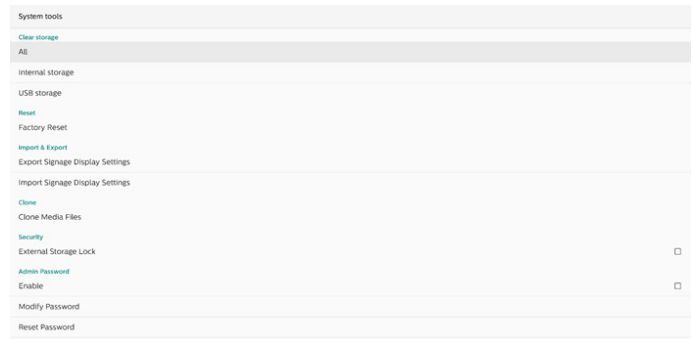 System tools
Clear storage
All
Internal storage
USB storage
Reset
Factory Reset
Import & Export
Export Signage Display Settings
Import Signage Display Settings
Clone
Clone Media Files
Security
External Storage Lock
Admin Password
Enable
Modify Password
Reset Password